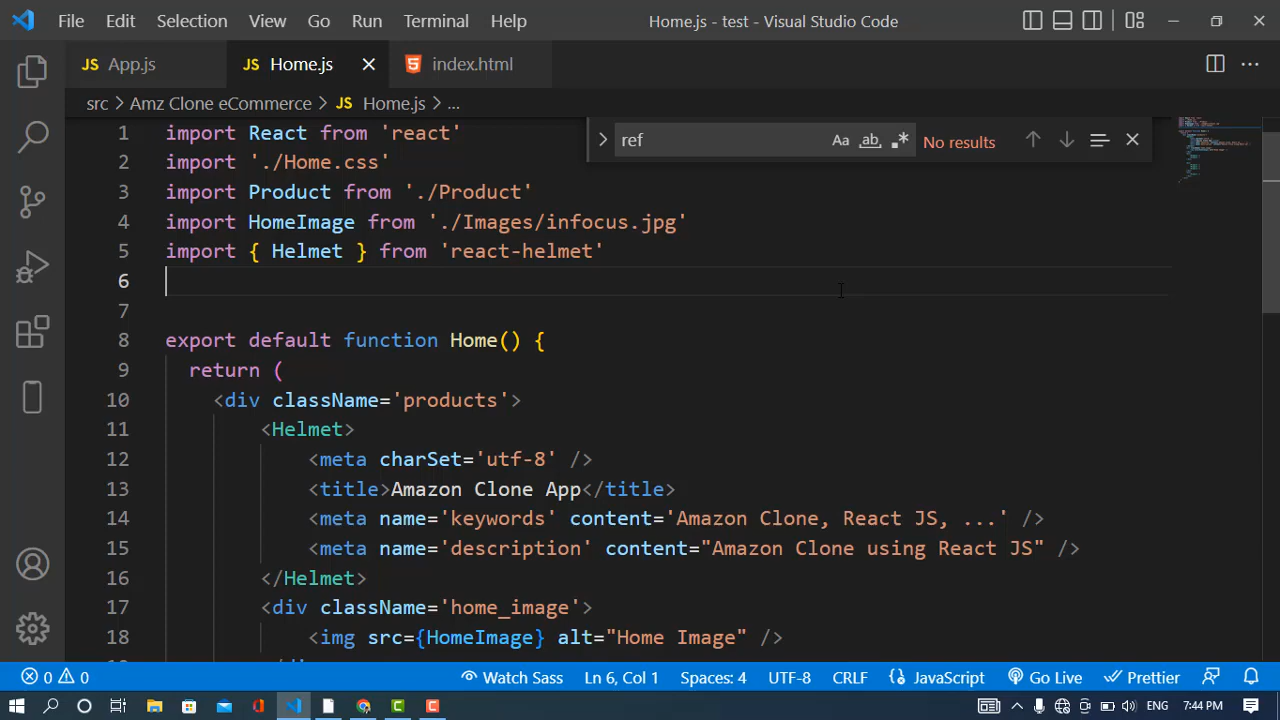 File Edit Selection View Go Run Terminal Help Home.js - test - Visual Studio Code
JS App.js JS Home.js index.html
src > Amz Clone eCommerce > JS Home.js > ...
ref Aa ab .* No results
1 import React from 'react'
2 import './Home.css'
3 import Product from './Product'
4 import HomeImage from './Images/infocus.jpg'
5 import { Helmet } from 'react-helmet'
6
7
8 export default function Home() {
9 return (
10 <div className='products'>
11 <Helmet>
12 <meta charSet='utf-8' />
13 <title>Amazon Clone App</title>
14 <meta name='keywords' content='Amazon Clone, React JS, ...' />
15 <meta name='description' content="Amazon Clone using React JS" />
16 </Helmet>
17 <div className='home_image'>
18 <img src={HomeImage} alt="Home Image" />
0 0 Watch Sass Ln 6, Col 1 Spaces: 4 UTF-8 CRLF JavaScript Go Live Prettier
ENG 7:44 PM